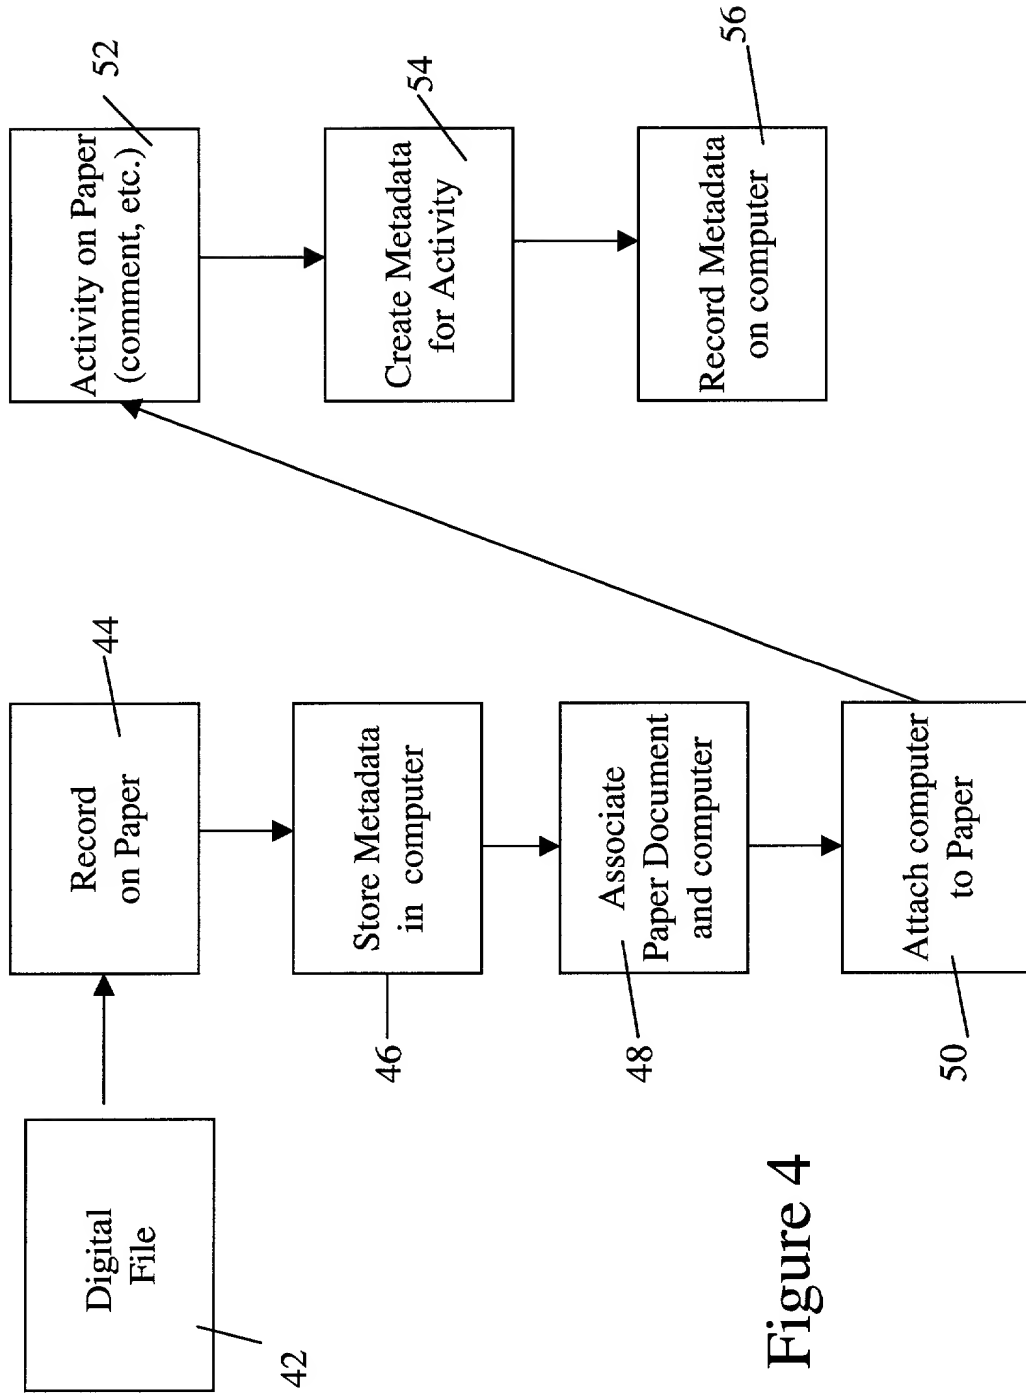 Digital
File
42
Record
on Paper
44
Store Metadata
in computer
46
Associate
Paper Document
and computer
48
Attach computer
to Paper
50
Activity on Paper
(comment, etc.)
52
Create Metadata
for Activity
54
Record Metadata
on computer
56
Figure 4